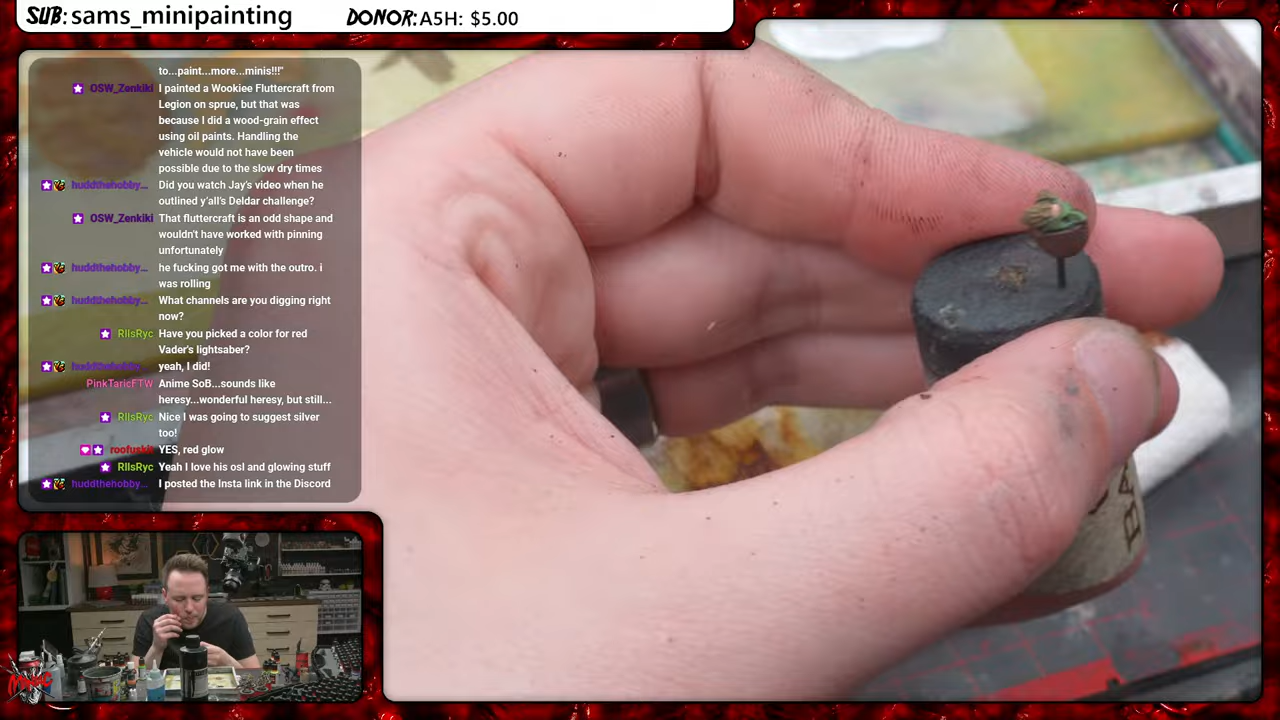 SUB: sams_minipainting DONOR: A5H: $5.00
to...paint...more...minis!!!"
OSW_Zenkiki I painted a Wookiee Fluttercraft from
Legion on sprue, but that was
because I did a wood-grain effect
using oil paints. Handling the
vehicle would not have been
possible due to the slow dry times
huddthehobby... Did you watch Jay's video when he
outlined y'all's Deldar challenge?
OSW_Zenkiki That fluttercraft is an odd shape and
wouldn't have worked with pinning
unfortunately
huddthehobby... he fucking got me with the outro. i
was rolling
huddthehobby... What channels are you digging right
now?
RIIsRyc Have you picked a color for red
Vader's lightsaber?
huddthehobby... yeah, I did!
PinkTaricFTW Anime SoB...sounds like
heresy...wonderful heresy, but still...
RIIsRyc Nice I was going to suggest silver
too!
YES, red glow
RIIsRyc Yeah I love his osl and glowing stuff
huddthehobby... I posted the Insta link in the Discord
BA